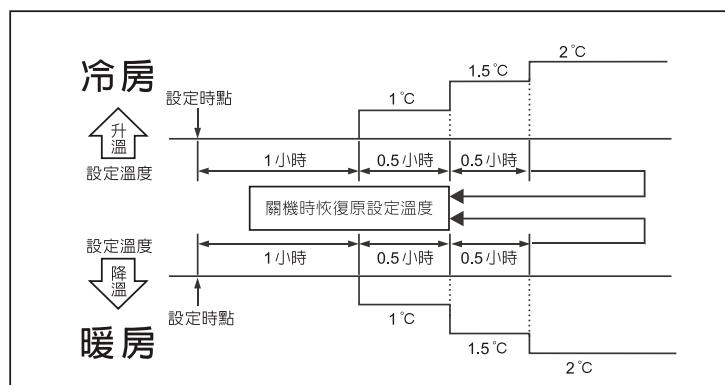 冷房
升溫
設定溫度
設定時點
1℃
1.5℃
2℃
1小時
0.5小時
0.5小時
關機時恢復原設定溫度
設定溫度
降溫
暖房
1小時
0.5小時
0.5小時
設定時點
1℃
1.5℃
2℃